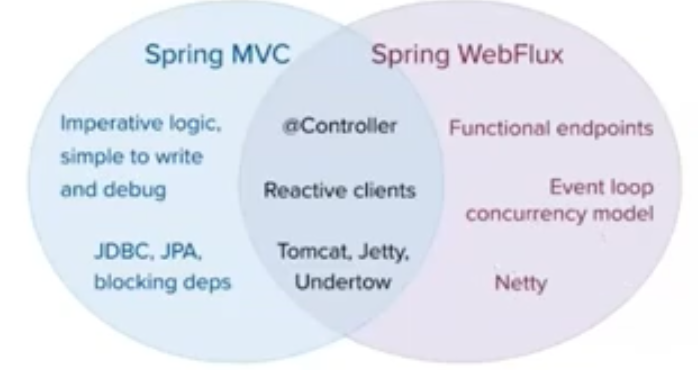 Spring MVC
Spring WebFlux
Imperative logic,
simple to write
and debug
JDBC, JPA,
blocking deps
@Controller
Reactive clients
Tomcat, Jetty,
Undertow
Functional endpoints
Event loop
concurrency model
Netty